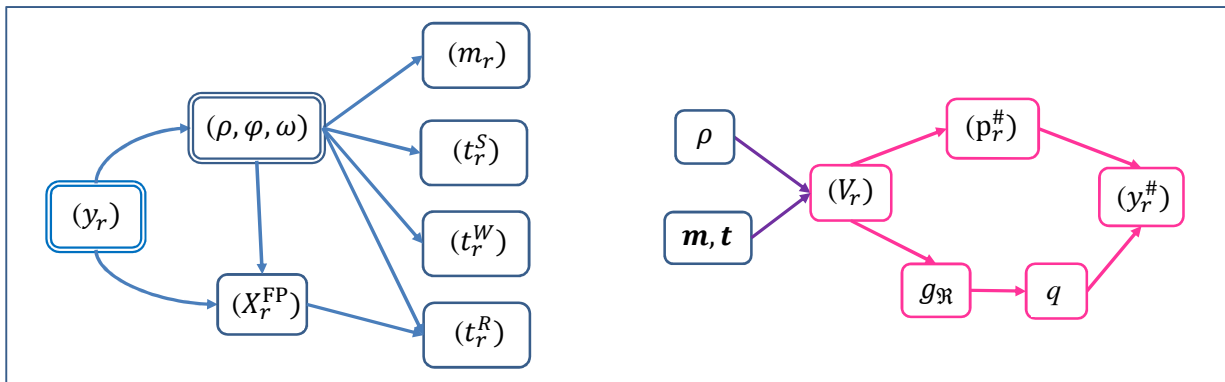 (y_r)
(ρ, φ, ω)
(X_r^FP)
(m_r)
(t_r^S)
(t_r^W)
(t_r^R)
ρ
𝒎, 𝒕
(V_r)
(p_r^#)
g_ℜ
q
(y_r^#)